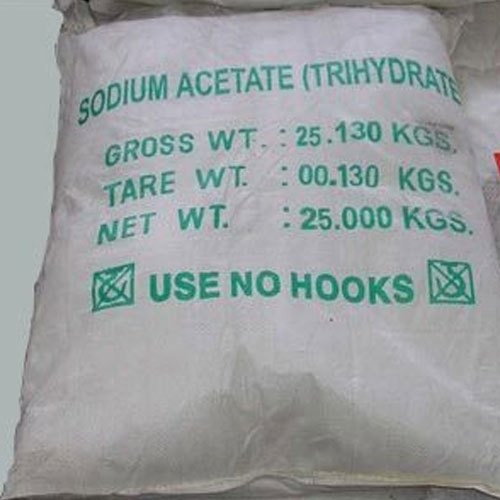 SODIUM ACETATE (TRIHYDRATE
GROSS WT. : 25.130 KGS.
TARE WT. : 00.130 KGS.
NET WT. : 25.000 KGS.
USE NO HOOKS